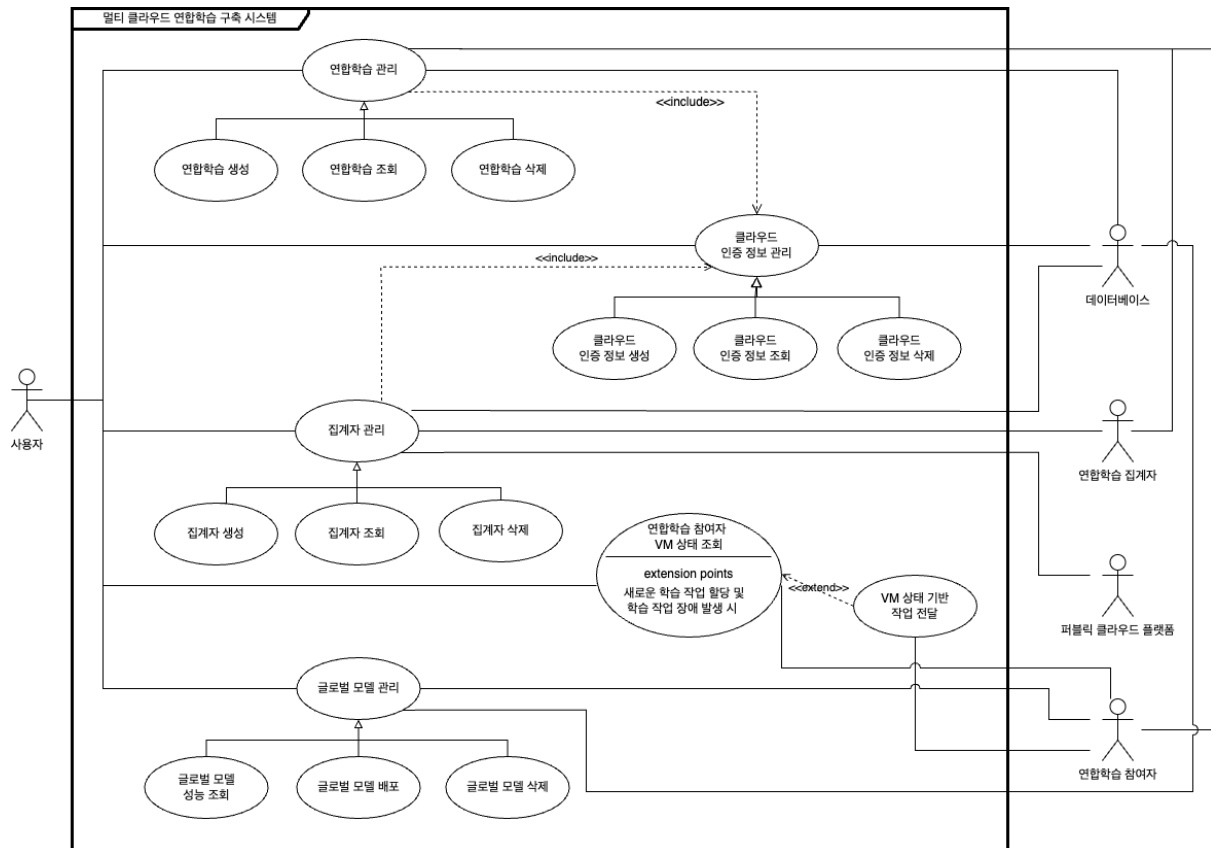 멀티 클라우드 연합학습 구축 시스템
연합학습 관리
<<include>>
연합학습 생성
연합학습 조회
연합학습 삭제
클라우드
인증 정보 관리
<<include>>
데이터베이스
클라우드
인증 정보 생성
클라우드
인증 정보 조회
클라우드
인증 정보 삭제
사용자
집계자 관리
연합학습 집계자
집계자 생성
집계자 조회
집계자 삭제
연합학습 참여자
VM 상태 조회
extension points
새로운 학습 작업 할당 및
학습 작업 장애 발생 시
<<extend>>
VM 상태 기반
작업 전달
퍼블릭 클라우드 플랫폼
글로벌 모델 관리
연합학습 참여자
글로벌 모델
성능 조회
글로벌 모델 배포
글로벌 모델 삭제